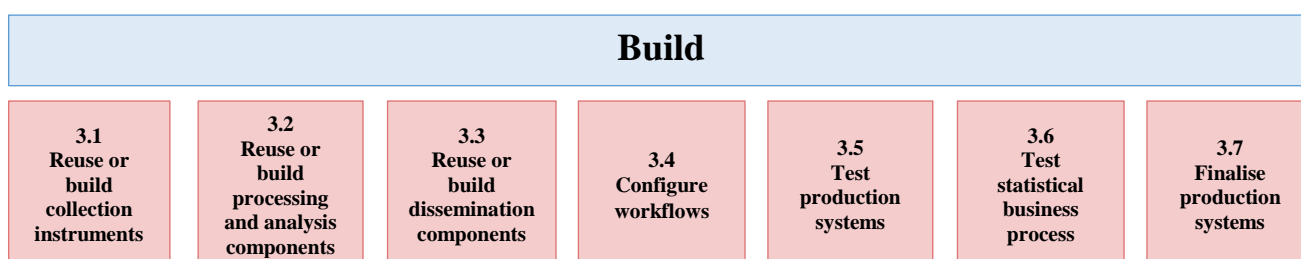 Build
3.1
Reuse or
build
collection
instruments
3.2
Reuse or
build
processing
and analysis
components
3.3
Reuse or
build
dissemination
components
3.4
Configure
workflows
3.5
Test
production
systems
3.6
Test
statistical
business
process
3.7
Finalise
production
systems